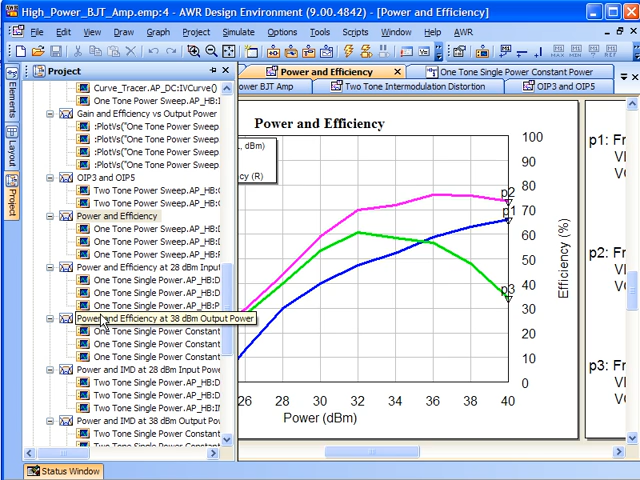 High_Power_BJT_Amp.emp:4 - AWR Design Environment (9.00.4842) - [Power and Efficiency]
File Edit View Draw Graph Project Simulate Options Tools Scripts Window Help AWR
Elements
Layout
Project
Project
Curve_Tracer.AP_DC:IVCurve()
One Tone Power Sweep.AP_HB:I
Gain and Efficiency vs Output Power
:PlotVs("One Tone Power Sweep
:PlotVs("One Tone Power Sweep
:PlotVs("One Tone Power Sweep
:PlotVs("One Tone Power Sweep
OIP3 and OIP5
Two Tone Power Sweep.AP_HB:
Two Tone Power Sweep.AP_HB:
Power and Efficiency
One Tone Power Sweep.AP_HB:D
One Tone Power Sweep.AP_HB:D
One Tone Power Sweep.AP_HB:
Power and Efficiency at 28 dBm Input
One Tone Single Power.AP_HB:D
One Tone Single Power.AP_HB:D
One Tone Single Power.AP_HB:P
Power and Efficiency at 38 dBm Output Power
One Tone Single Power Constant
One Tone Single Power Constant
One Tone Single Power Constant
Power and IMD at 28 dBm Input Powe
Two Tone Single Power.AP_HB:D
Two Tone Single Power.AP_HB:D
Two Tone Single Power.AP_HB:I
Power and IMD at 38 dBm Output Po
Two Tone Single Power Constant
Two Tone Single Power Constant
Power and Efficiency
One Tone Single Power Constant Power
ower BJT Amp
Two Tone Intermodulation Distortion
OIP3 and OIP5
Power and Efficiency
L, dBm)
cy (R)
100
90
80
70
60
50
40
30
20
10
0
Efficiency (%)
p2
p1
p3
26 28 30 32 34 36 38 40
Power (dBm)
p1: Fr
p2: Fr
p3: Fr
Status Window